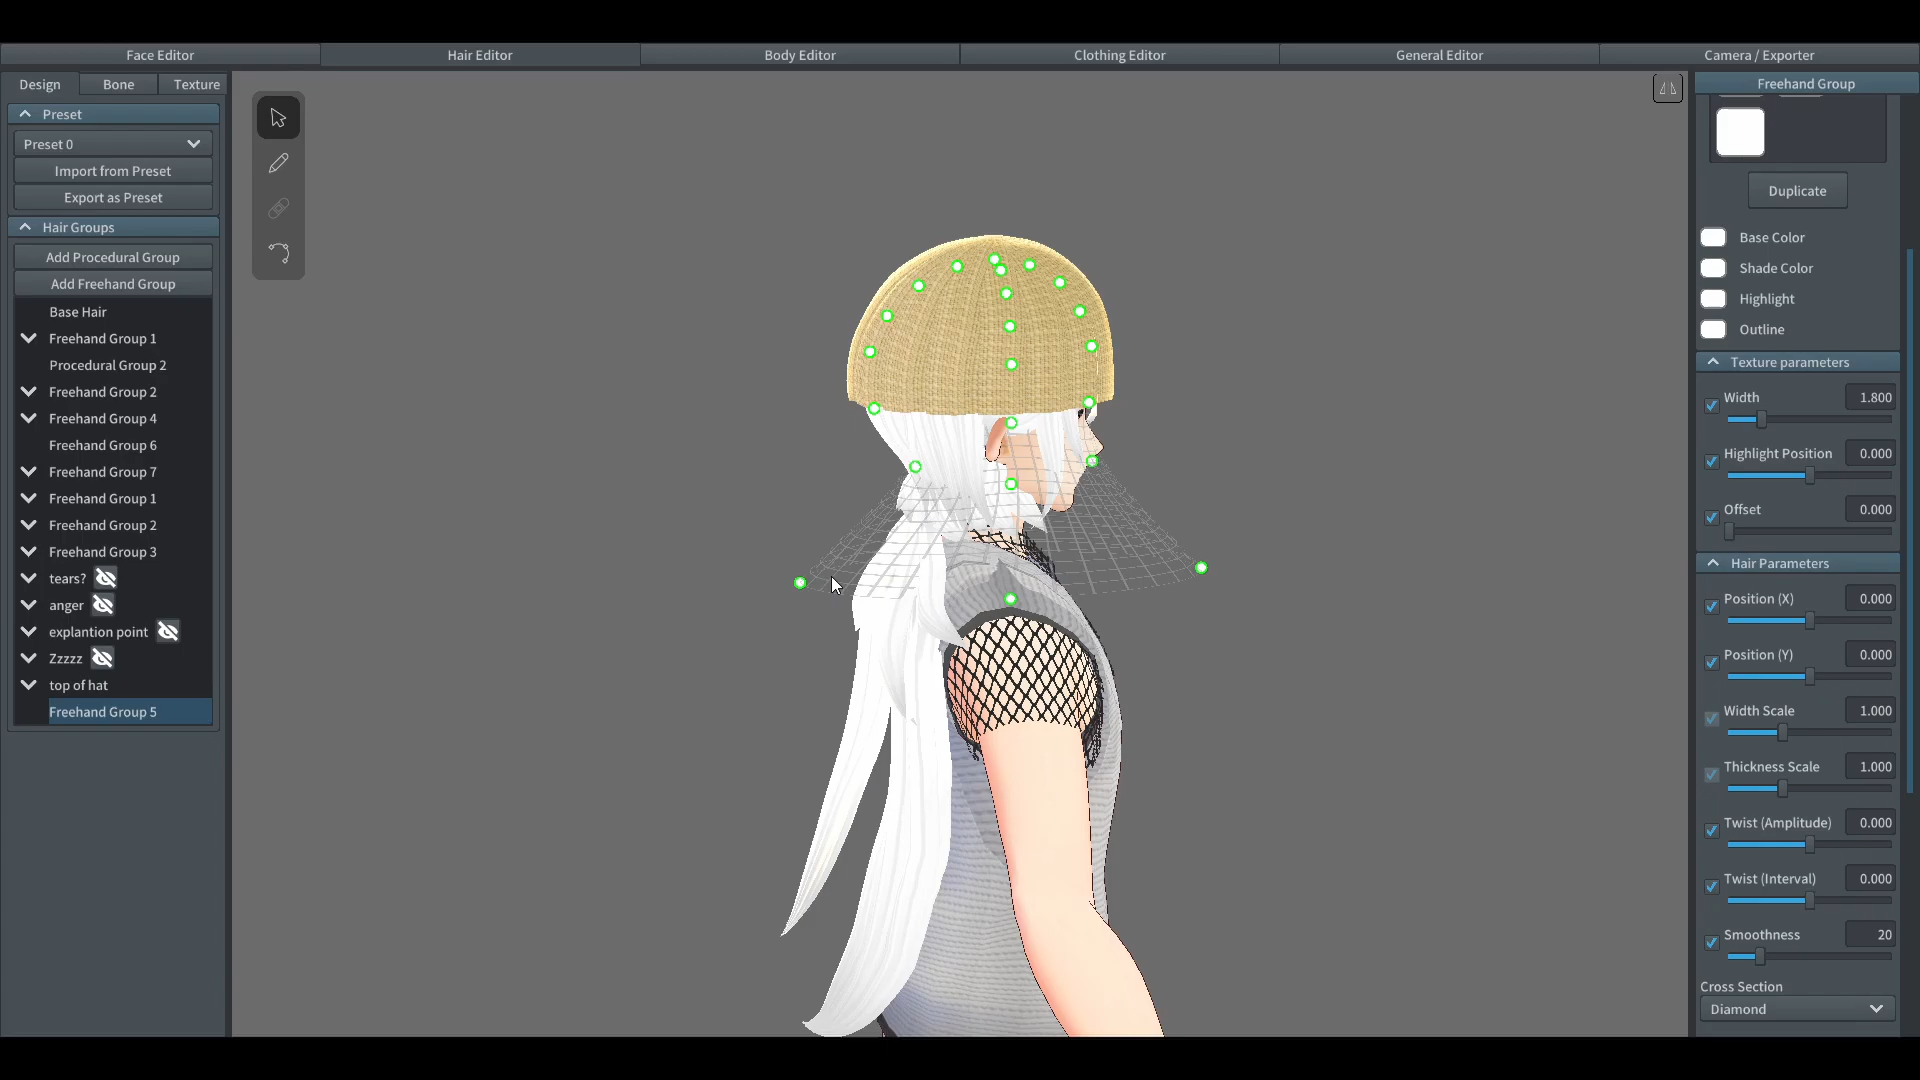 Face Editor
Hair Editor
Body Editor
Clothing Editor
General Editor
Camera / Exporter
Design
Bone
Texture
Preset
Preset 0
Import from Preset
Export as Preset
Hair Groups
Add Procedural Group
Add Freehand Group
Base Hair
Freehand Group 1
Procedural Group 2
Freehand Group 2
Freehand Group 4
Freehand Group 6
Freehand Group 7
Freehand Group 1
Freehand Group 2
Freehand Group 3
tears?
anger
explantion point
Zzzzz
top of hat
Freehand Group 5
Freehand Group
Duplicate
Base Color
Shade Color
Highlight
Outline
Texture parameters
Width 1.800
Highlight Position 0.000
Offset 0.000
Hair Parameters
Position (X) 0.000
Position (Y) 0.000
Width Scale 1.000
Thickness Scale 1.000
Twist (Amplitude) 0.000
Twist (Interval) 0.000
Smoothness 20
Cross Section
Diamond